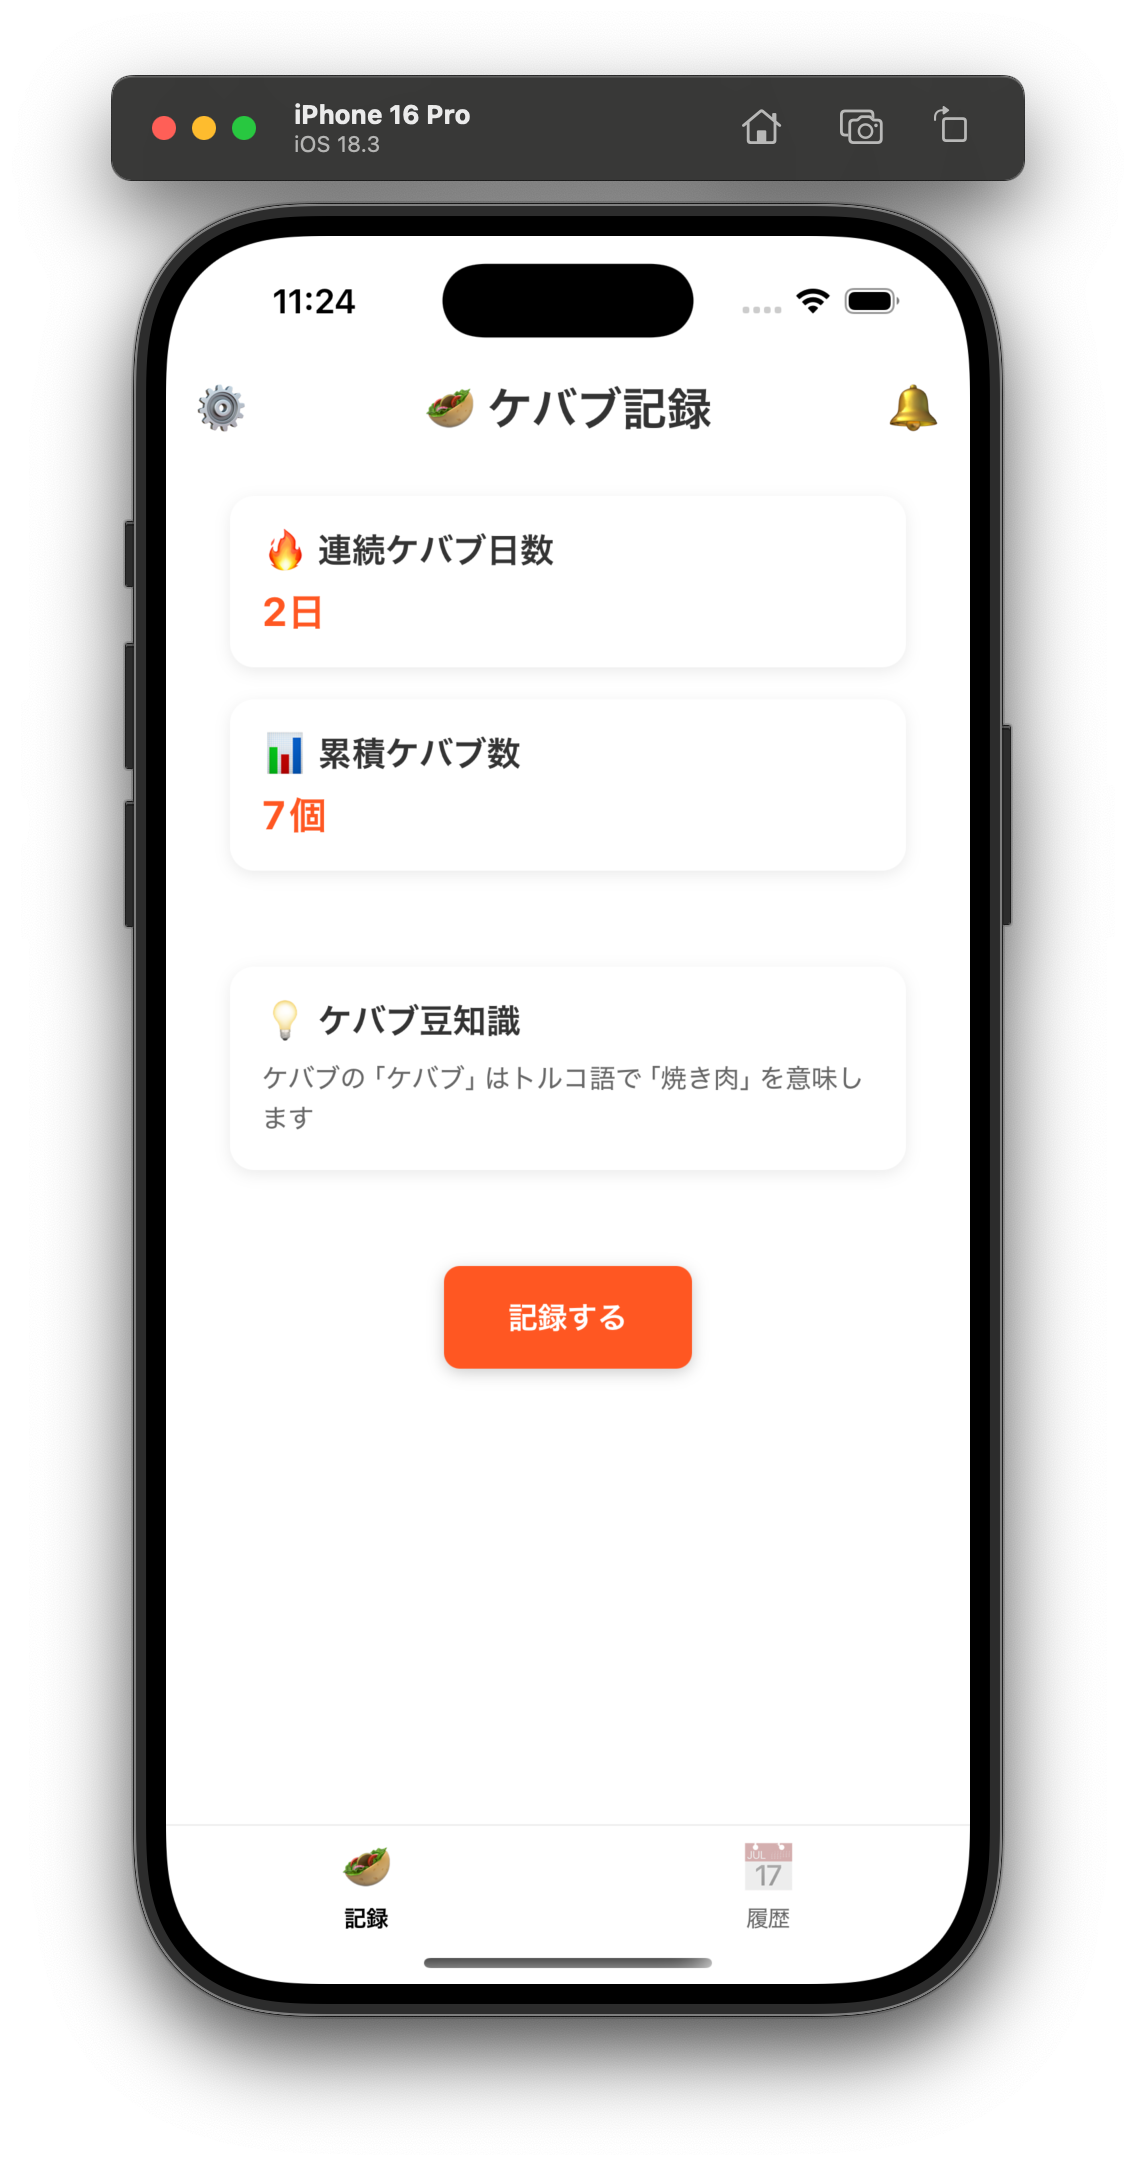 iPhone 16 Pro
iOS 18.3
11:24
ケバブ記録
連続ケバブ日数
2日
累積ケバブ数
7個
ケバブ豆知識
ケバブの「ケバブ」はトルコ語で「焼き肉」を意味し
ます
記録する
JUL
17
記録
履歴